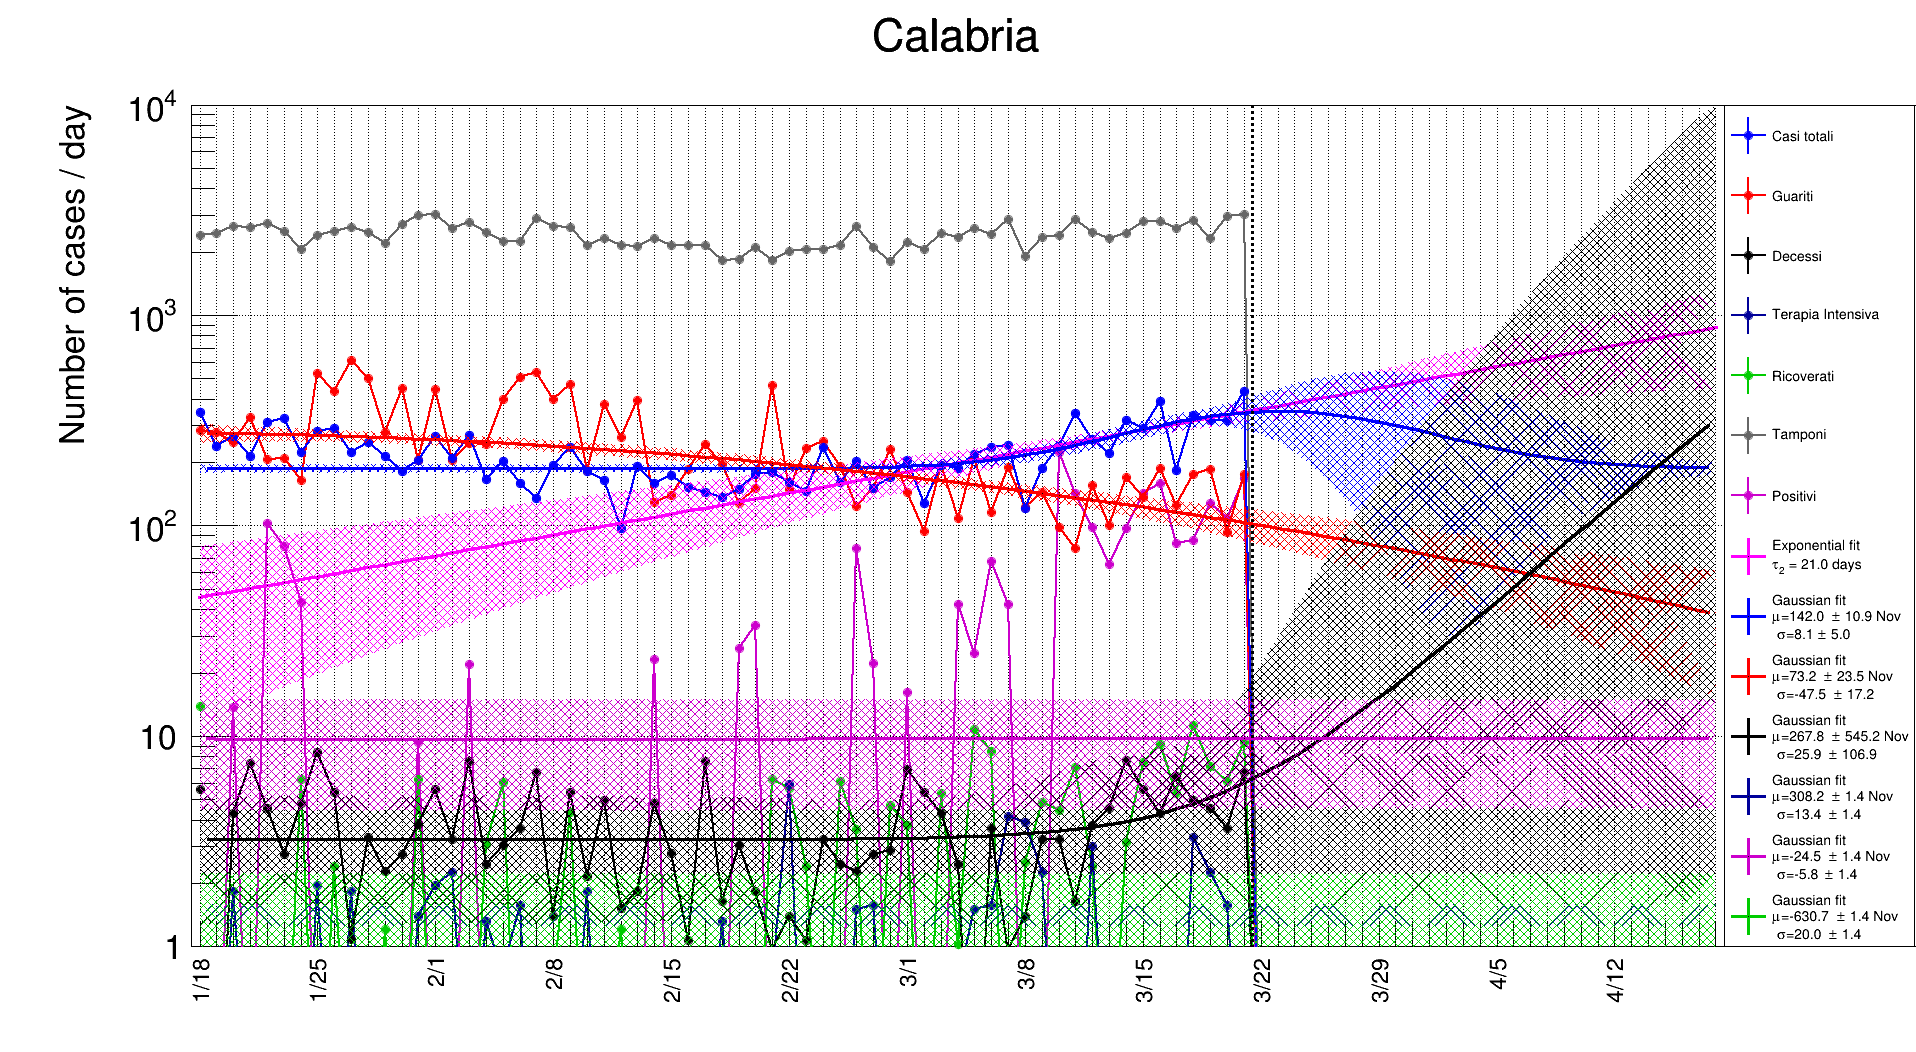 Calabria
Number of cases / day
10^4
10^3
10^2
10
1
1/18
1/25
2/1
2/8
2/15
2/22
3/1
3/8
3/15
3/22
3/29
4/5
4/12
Casi totali
Guariti
Decessi
Terapia Intensiva
Ricoverati
Tamponi
Positivi
Exponential fit
τ₂ = 21.0 days
Gaussian fit
μ=142.0 ± 10.9 Nov
σ=8.1 ± 5.0
Gaussian fit
μ=73.2 ± 23.5 Nov
σ=-47.5 ± 17.2
Gaussian fit
μ=267.8 ± 545.2 Nov
σ=25.9 ± 106.9
Gaussian fit
μ=308.2 ± 1.4 Nov
σ=13.4 ± 1.4
Gaussian fit
μ=-24.5 ± 1.4 Nov
σ=-5.8 ± 1.4
Gaussian fit
μ=-630.7 ± 1.4 Nov
σ=20.0 ± 1.4